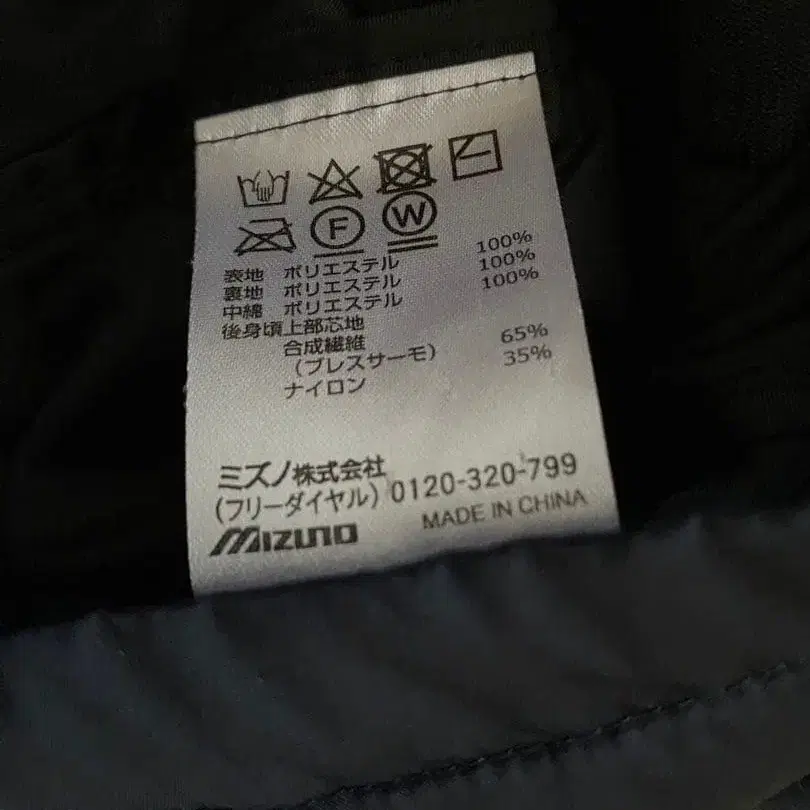 F W
表地 ポリエステル 100%
裏地 ポリエステル 100%
中綿 ポリエステル 100%
後身頃上部芯地
合成繊維 65%
(ブレスサーモ)
ナイロン 35%
ミズノ株式会社
(フリーダイヤル) 0120-320-799
MIZUNO MADE IN CHINA